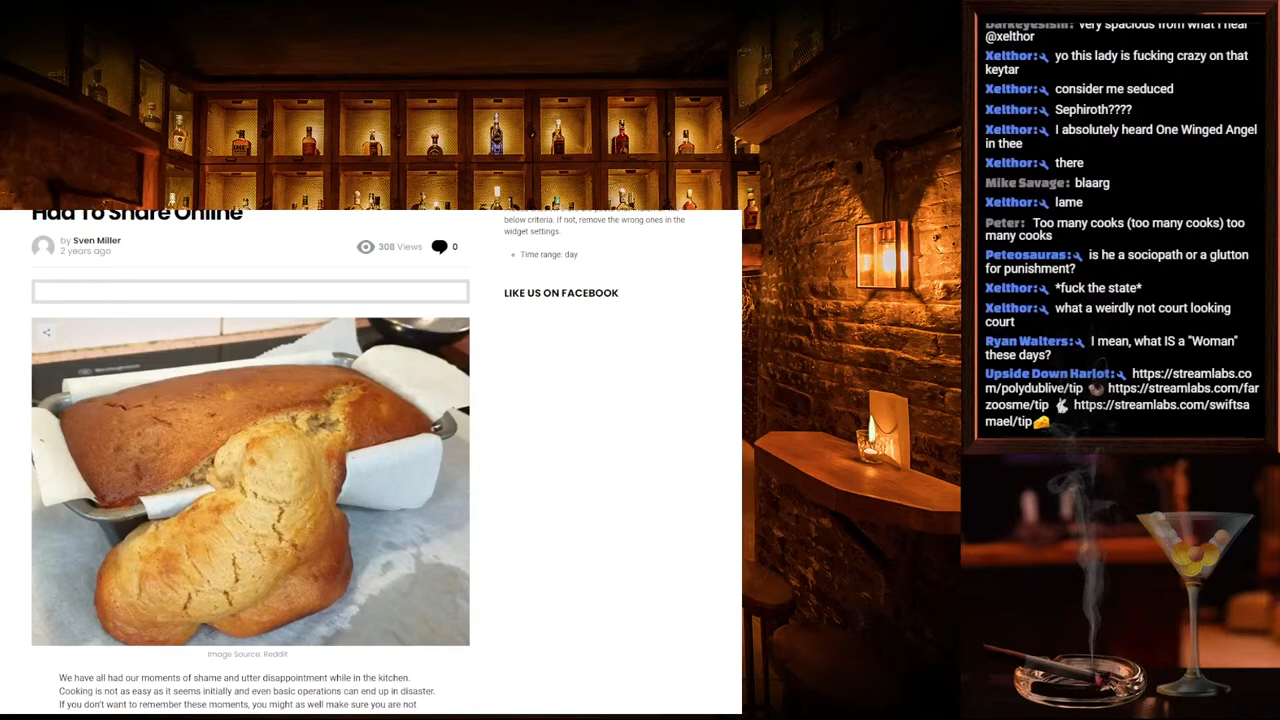 Had To Share Online
by Sven Miller
2 years ago
308 Views
0
below criteria. If not, remove the wrong ones in the
widget settings.
Time range: day
LIKE US ON FACEBOOK
Image Source: Reddit
We have all had our moments of shame and utter disappointment while in the kitchen.
Cooking is not as easy as it seems initially and even basic operations can end up in disaster.
If you don't want to remember these moments, you might as well make sure you are not
Darkeyesisini: Very spacious from what I hear
@xelthor
Xelthor: yo this lady is fucking crazy on that
keytar
Xelthor: consider me seduced
Xelthor: Sephiroth????
Xelthor: I absolutely heard One Winged Angel
in thee
Xelthor: there
Mike Savage: blaarg
Xelthor: lame
Peter: Too many cooks (too many cooks) too
many cooks
Peteosauras: is he a sociopath or a glutton
for punishment?
Xelthor: *fuck the state*
Xelthor: what a weirdly not court looking
court
Ryan Walters: I mean, what IS a "Woman"
these days?
Upside Down Harlot: https://streamlabs.co
m/polydublive/tip https://streamlabs.com/far
zoosme/tip https://streamlabs.com/swiftsa
mael/tip